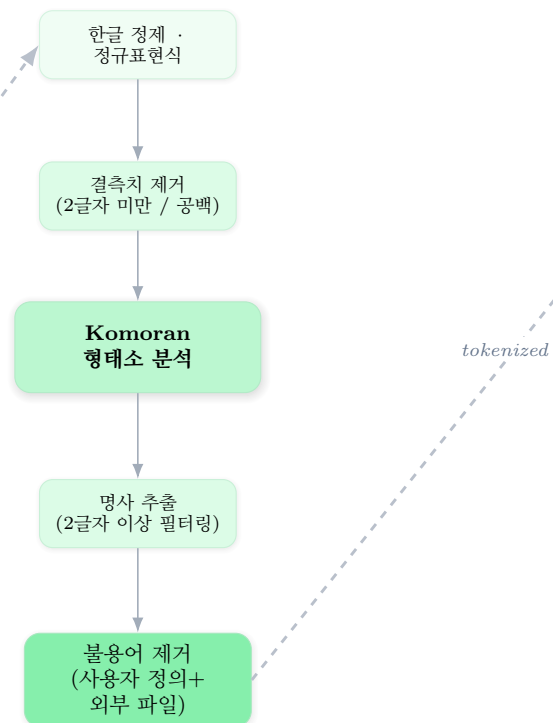 한글 정제 ·
정규표현식
결측치 제거
(2글자 미만 / 공백)
Komoran
형태소 분석
tokenized
명사 추출
(2글자 이상 필터링)
불용어 제거
(사용자 정의+
외부 파일)